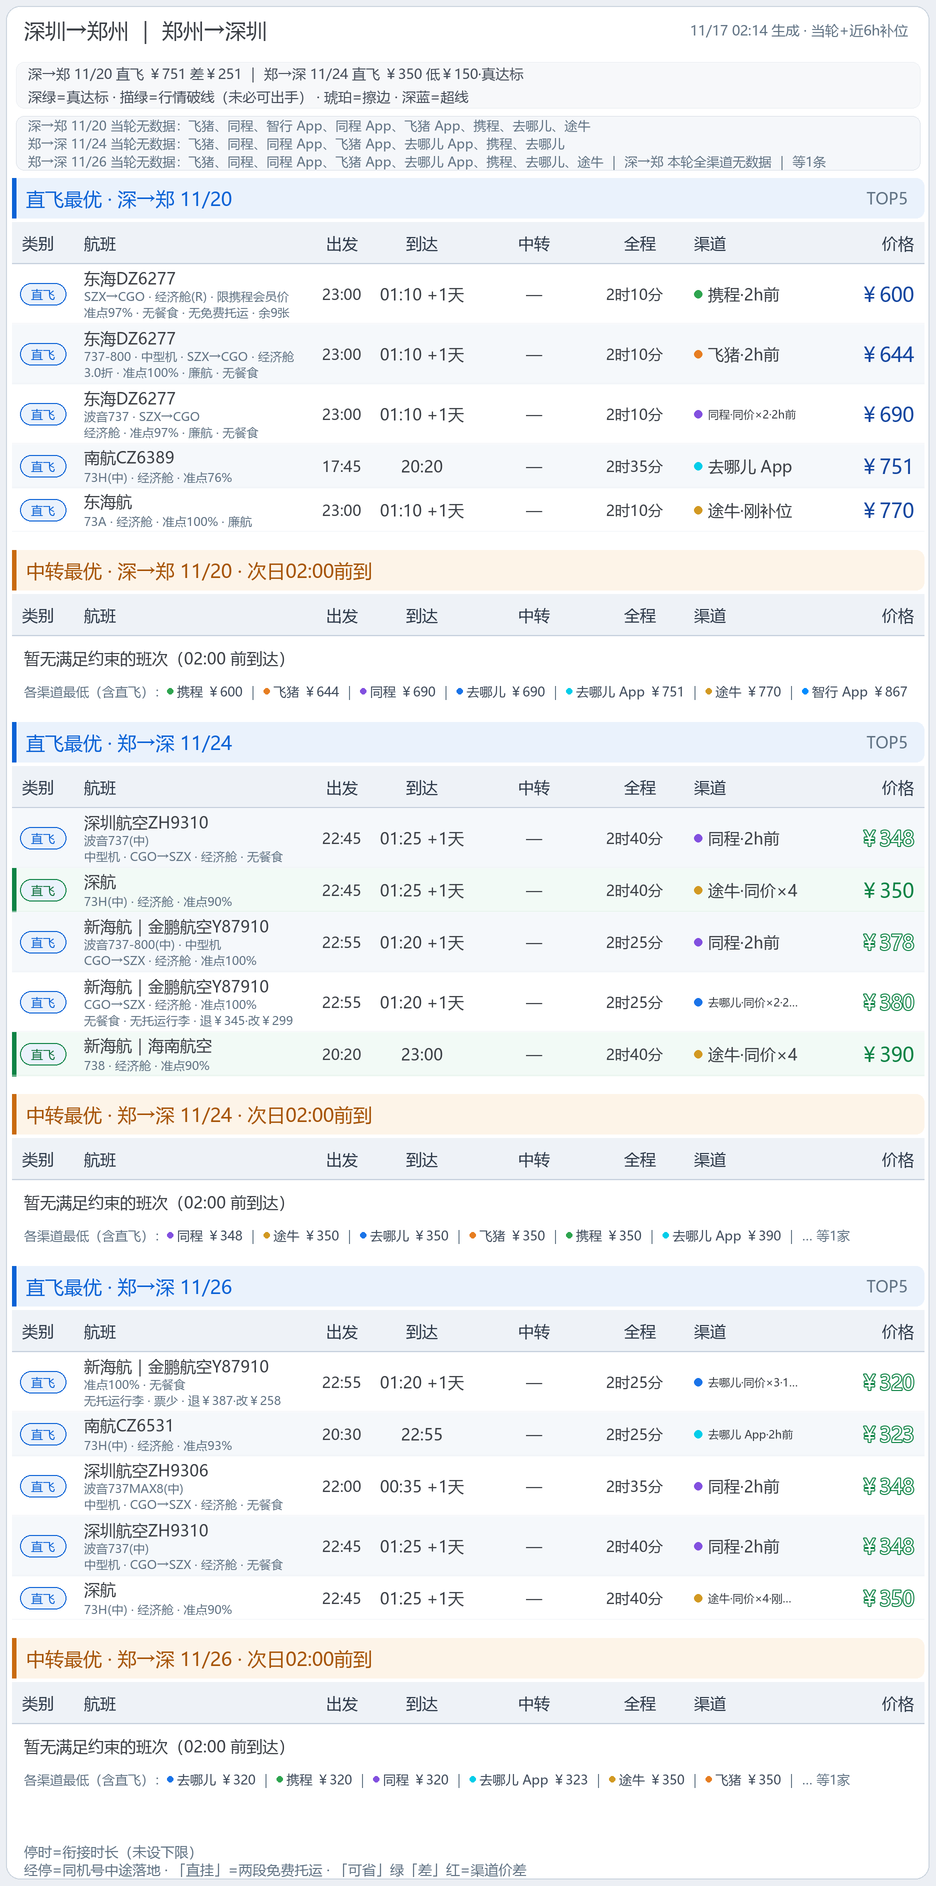 深圳→郑州 | 郑州→深圳
11/17 02:14 生成 · 当轮+近6h补位
深→郑 11/20 直飞 ¥751 差¥251 | 郑→深 11/24 直飞 ¥350 低¥150·真达标
深绿=真达标 · 描绿=行情破线（未必可出手） · 琥珀=擦边 · 深蓝=超线
深→郑 11/20 当轮无数据：飞猪、同程、智行 App、同程 App、飞猪 App、携程、去哪儿、途牛
郑→深 11/24 当轮无数据：飞猪、同程、同程 App、飞猪 App、去哪儿 App、携程、去哪儿
郑→深 11/26 当轮无数据：飞猪、同程、同程 App、飞猪 App、去哪儿 App、携程、去哪儿、途牛 | 深→郑 本轮全渠道无数据 | 等1条
直飞最优 · 深→郑 11/20 TOP5
类别 航班 出发 到达 中转 全程 渠道 价格
东海DZ6277
直飞 SZX→CGO · 经济舱(R) · 限携程会员价 23:00 01:10 +1天 — 2时10分 携程·2h前 ¥600
准点97% · 无餐食 · 无免费托运 · 余9张
东海DZ6277
直飞 737-800 · 中型机 · SZX→CGO · 经济舱 23:00 01:10 +1天 — 2时10分 飞猪·2h前 ¥644
3.0折 · 准点100% · 廉航 · 无餐食
东海DZ6277
直飞 波音737 · SZX→CGO 23:00 01:10 +1天 — 2时10分 同程·同价×2·2h前 ¥690
经济舱 · 准点97% · 廉航 · 无餐食
南航CZ6389
直飞 73H(中) · 经济舱 · 准点76% 17:45 20:20 — 2时35分 去哪儿 App ¥751
东海航
直飞 73A · 经济舱 · 准点100% · 廉航 23:00 01:10 +1天 — 2时10分 途牛·刚补位 ¥770
中转最优 · 深→郑 11/20 · 次日02:00前到
类别 航班 出发 到达 中转 全程 渠道 价格
暂无满足约束的班次（02:00 前到达）
各渠道最低（含直飞）: 携程 ¥600 | 飞猪 ¥644 | 同程 ¥690 | 去哪儿 ¥690 | 去哪儿 App ¥751 | 途牛 ¥770 | 智行 App ¥867
直飞最优 · 郑→深 11/24 TOP5
类别 航班 出发 到达 中转 全程 渠道 价格
深圳航空ZH9310
直飞 波音737(中) 22:45 01:25 +1天 — 2时40分 同程·2h前 ¥348
中型机 · CGO→SZX · 经济舱 · 无餐食
深航
直飞 73H(中) · 经济舱 · 准点90% 22:45 01:25 +1天 — 2时40分 途牛·同价×4 ¥350
新海航 | 金鹏航空Y87910
直飞 波音737-800(中) · 中型机 22:55 01:20 +1天 — 2时25分 同程·2h前 ¥378
CGO→SZX · 经济舱 · 准点100%
新海航 | 金鹏航空Y87910
直飞 CGO→SZX · 经济舱 · 准点100% 22:55 01:20 +1天 — 2时25分 去哪儿·同价×2·2... ¥380
无餐食 · 无托运行李 · 退¥345·改¥299
新海航 | 海南航空
直飞 738 · 经济舱 · 准点90% 20:20 23:00 — 2时40分 途牛·同价×4 ¥390
中转最优 · 郑→深 11/24 · 次日02:00前到
类别 航班 出发 到达 中转 全程 渠道 价格
暂无满足约束的班次（02:00 前到达）
各渠道最低（含直飞）: 同程 ¥348 | 途牛 ¥350 | 去哪儿 ¥350 | 飞猪 ¥350 | 携程 ¥350 | 去哪儿 App ¥390 | ... 等1家
直飞最优 · 郑→深 11/26 TOP5
类别 航班 出发 到达 中转 全程 渠道 价格
新海航 | 金鹏航空Y87910
直飞 准点100% · 无餐食 22:55 01:20 +1天 — 2时25分 去哪儿·同价×3·1... ¥320
无托运行李 · 票少 · 退¥387·改¥258
南航CZ6531
直飞 73H(中) · 经济舱 · 准点93% 20:30 22:55 — 2时25分 去哪儿 App·2h前 ¥323
深圳航空ZH9306
直飞 波音737MAX8(中) 22:00 00:35 +1天 — 2时35分 同程·2h前 ¥348
中型机 · CGO→SZX · 经济舱 · 无餐食
深圳航空ZH9310
直飞 波音737(中) 22:45 01:25 +1天 — 2时40分 同程·2h前 ¥348
中型机 · CGO→SZX · 经济舱 · 无餐食
深航
直飞 73H(中) · 经济舱 · 准点90% 22:45 01:25 +1天 — 2时40分 途牛·同价×4·刚... ¥350
中转最优 · 郑→深 11/26 · 次日02:00前到
类别 航班 出发 到达 中转 全程 渠道 价格
暂无满足约束的班次（02:00 前到达）
各渠道最低（含直飞）: 去哪儿 ¥320 | 携程 ¥320 | 同程 ¥320 | 去哪儿 App ¥323 | 途牛 ¥350 | 飞猪 ¥350 | ... 等1家
停时=衔接时长（未设下限）
经停=同机号中途落地 · 「直挂」=两段免费托运 · 「可省」绿「差」红=渠道价差